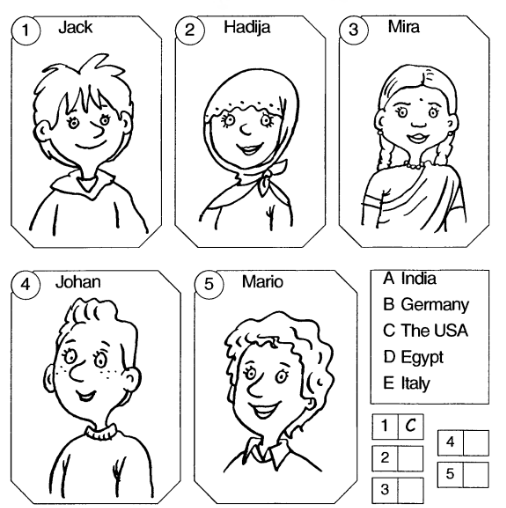 1 Jack
2 Hadija
3 Mira
4 Johan
5 Mario
A India
B Germany
C The USA
D Egypt
E Italy
1 C
2
3
4
5